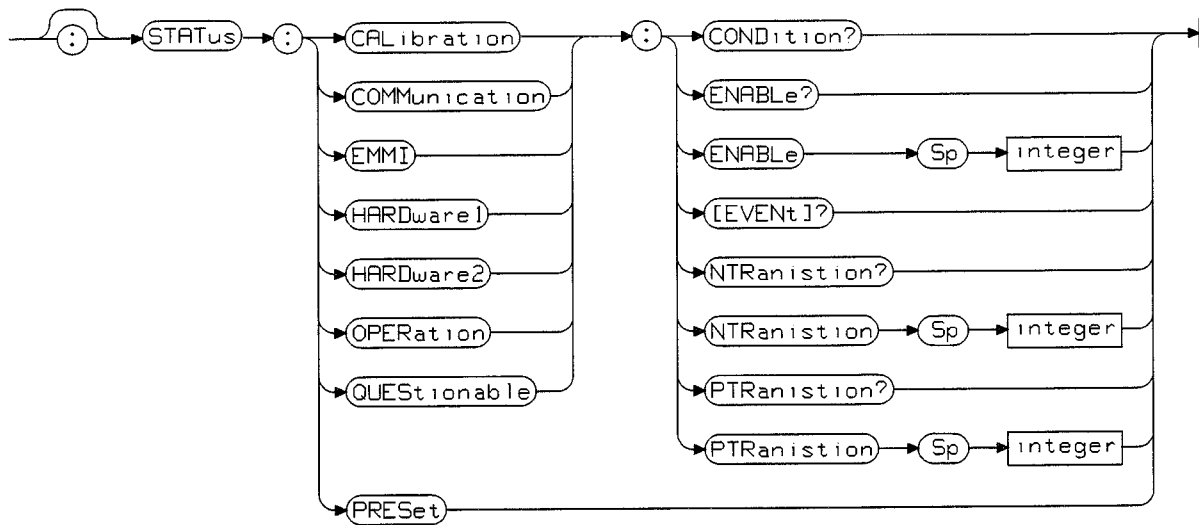 : STATus : CALibration : CONDition?
COMMunication ENABLe?
EMMI ENABLe Sp integer
HARDware1 [EVENt]?
HARDware2 NTRanistion?
OPERation NTRanistion Sp integer
QUEStionable PTRanistion?
PTRanistion Sp integer
PRESet